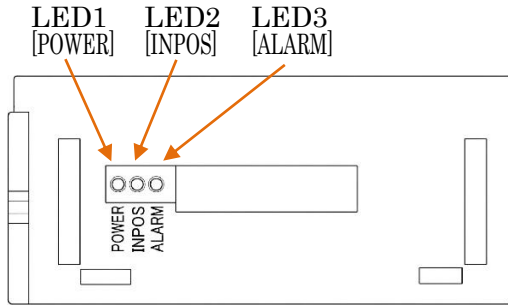 LED1 LED2 LED3
[POWER] [INPOS] [ALARM]
POWER
INPOS
ALARM